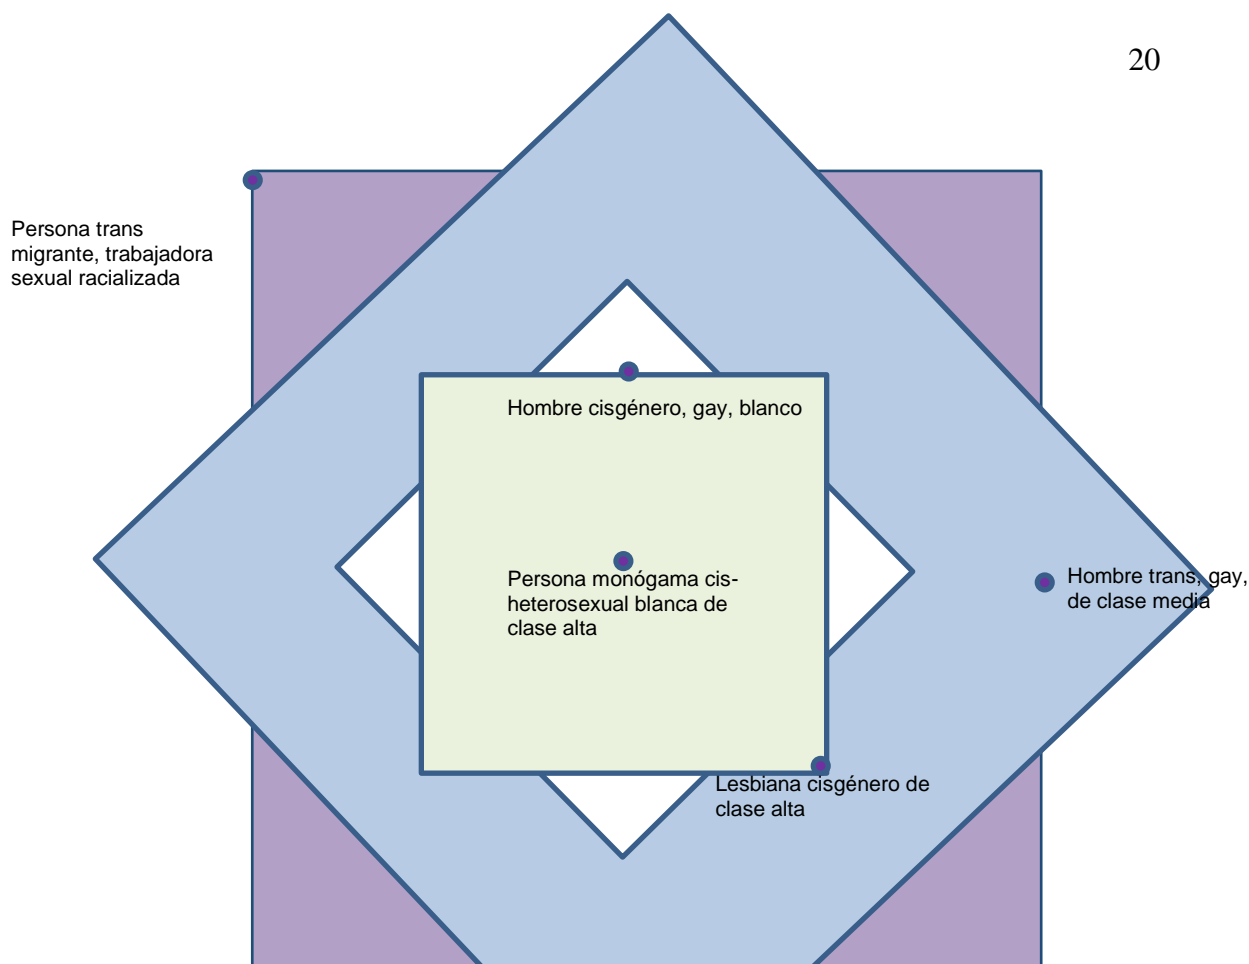 20
Persona trans
migrante, trabajadora
sexual racializada
Hombre cisgénero, gay, blanco
Persona monógama cis-
heterosexual blanca de
clase alta
Hombre trans, gay,
de clase media
Lesbiana cisgénero de
clase alta